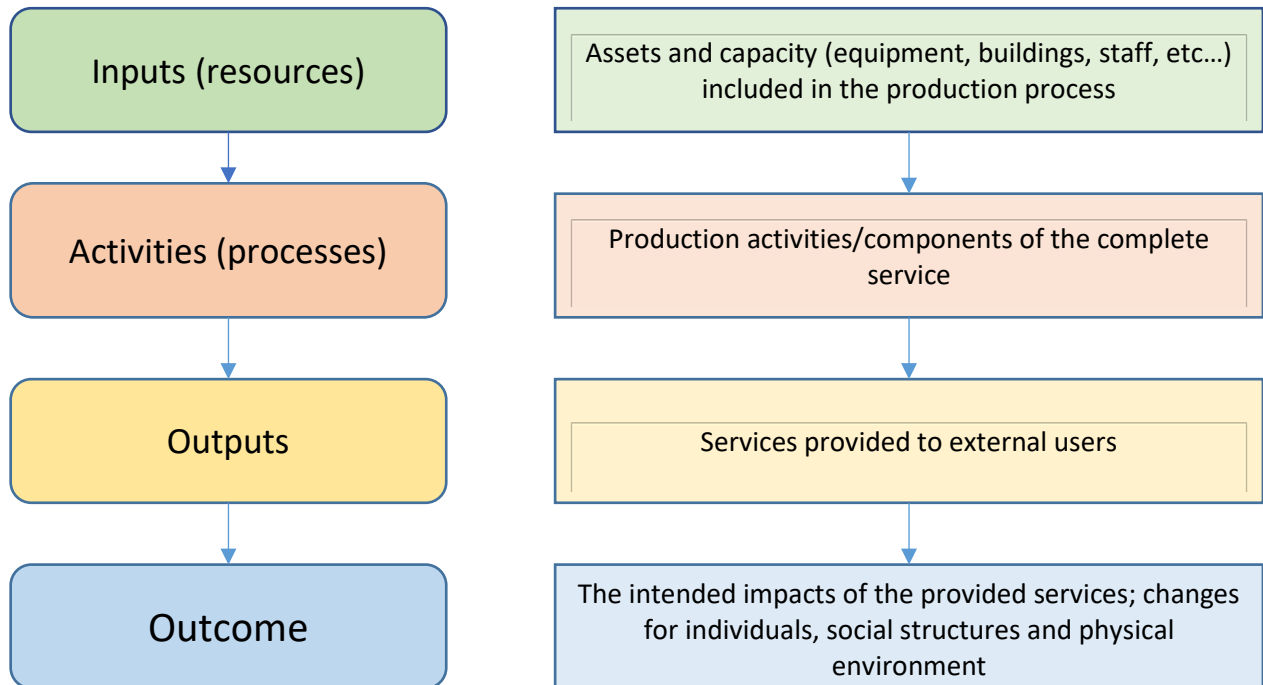 Inputs (resources)
Assets and capacity (equipment, buildings, staff, etc…)
included in the production process
Activities (processes)
Production activities/components of the complete
service
Outputs
Services provided to external users
Outcome
The intended impacts of the provided services; changes
for individuals, social structures and physical
environment